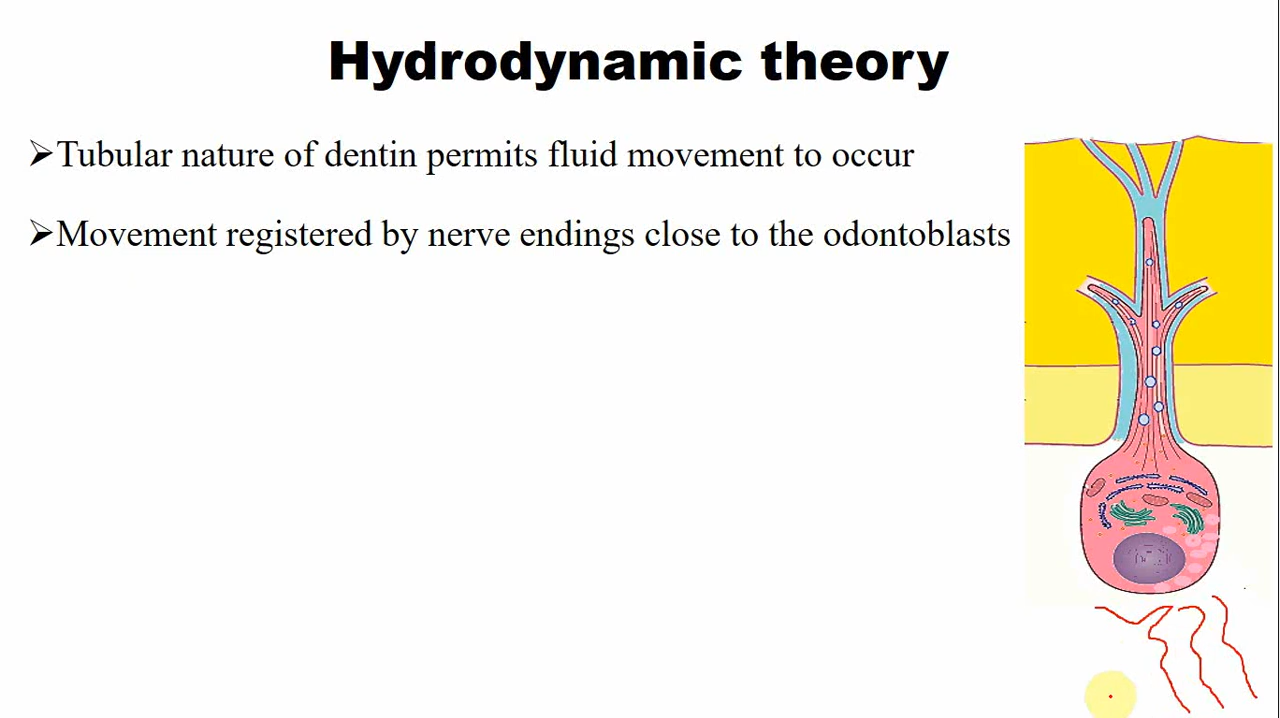 Hydrodynamic theory
➢Tubular nature of dentin permits fluid movement to occur
➢Movement registered by nerve endings close to the odontoblasts